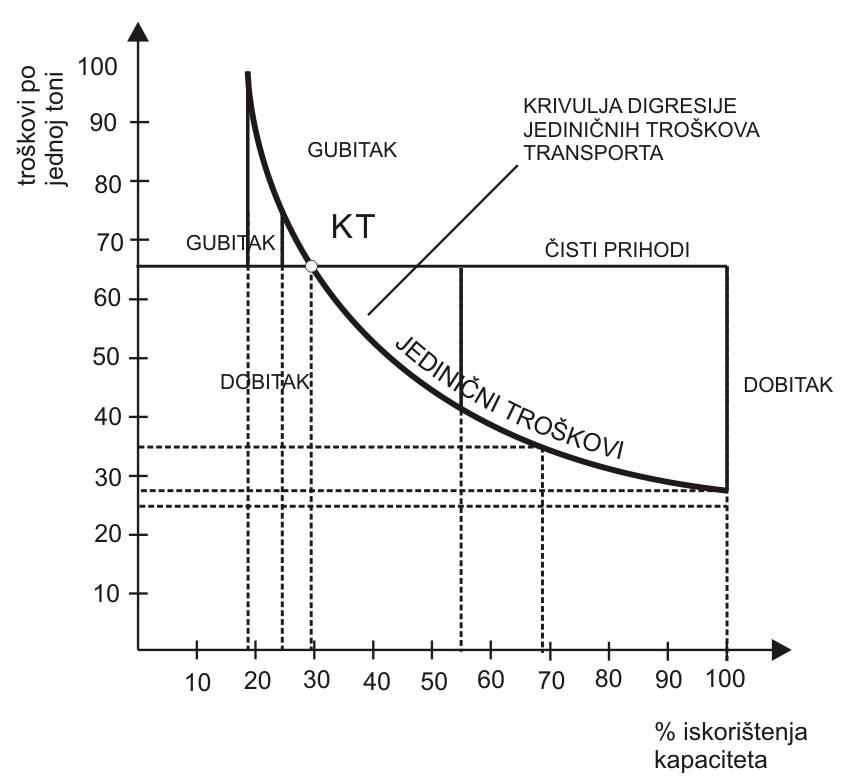 troškovi po
jednoj toni
100
90
80
70
60
50
40
30
20
10
GUBITAK
KRIVULJA DIGRESIJE
JEDINIČNIH TROŠKOVA
TRANSPORTA
KT
GUBITAK
ČISTI PRIHODI
JEDINIČNI TROŠKOVI
DOBITAK
DOBITAK
10 20 30 40 50 60 70 80 90 100
% iskorištenja
kapaciteta